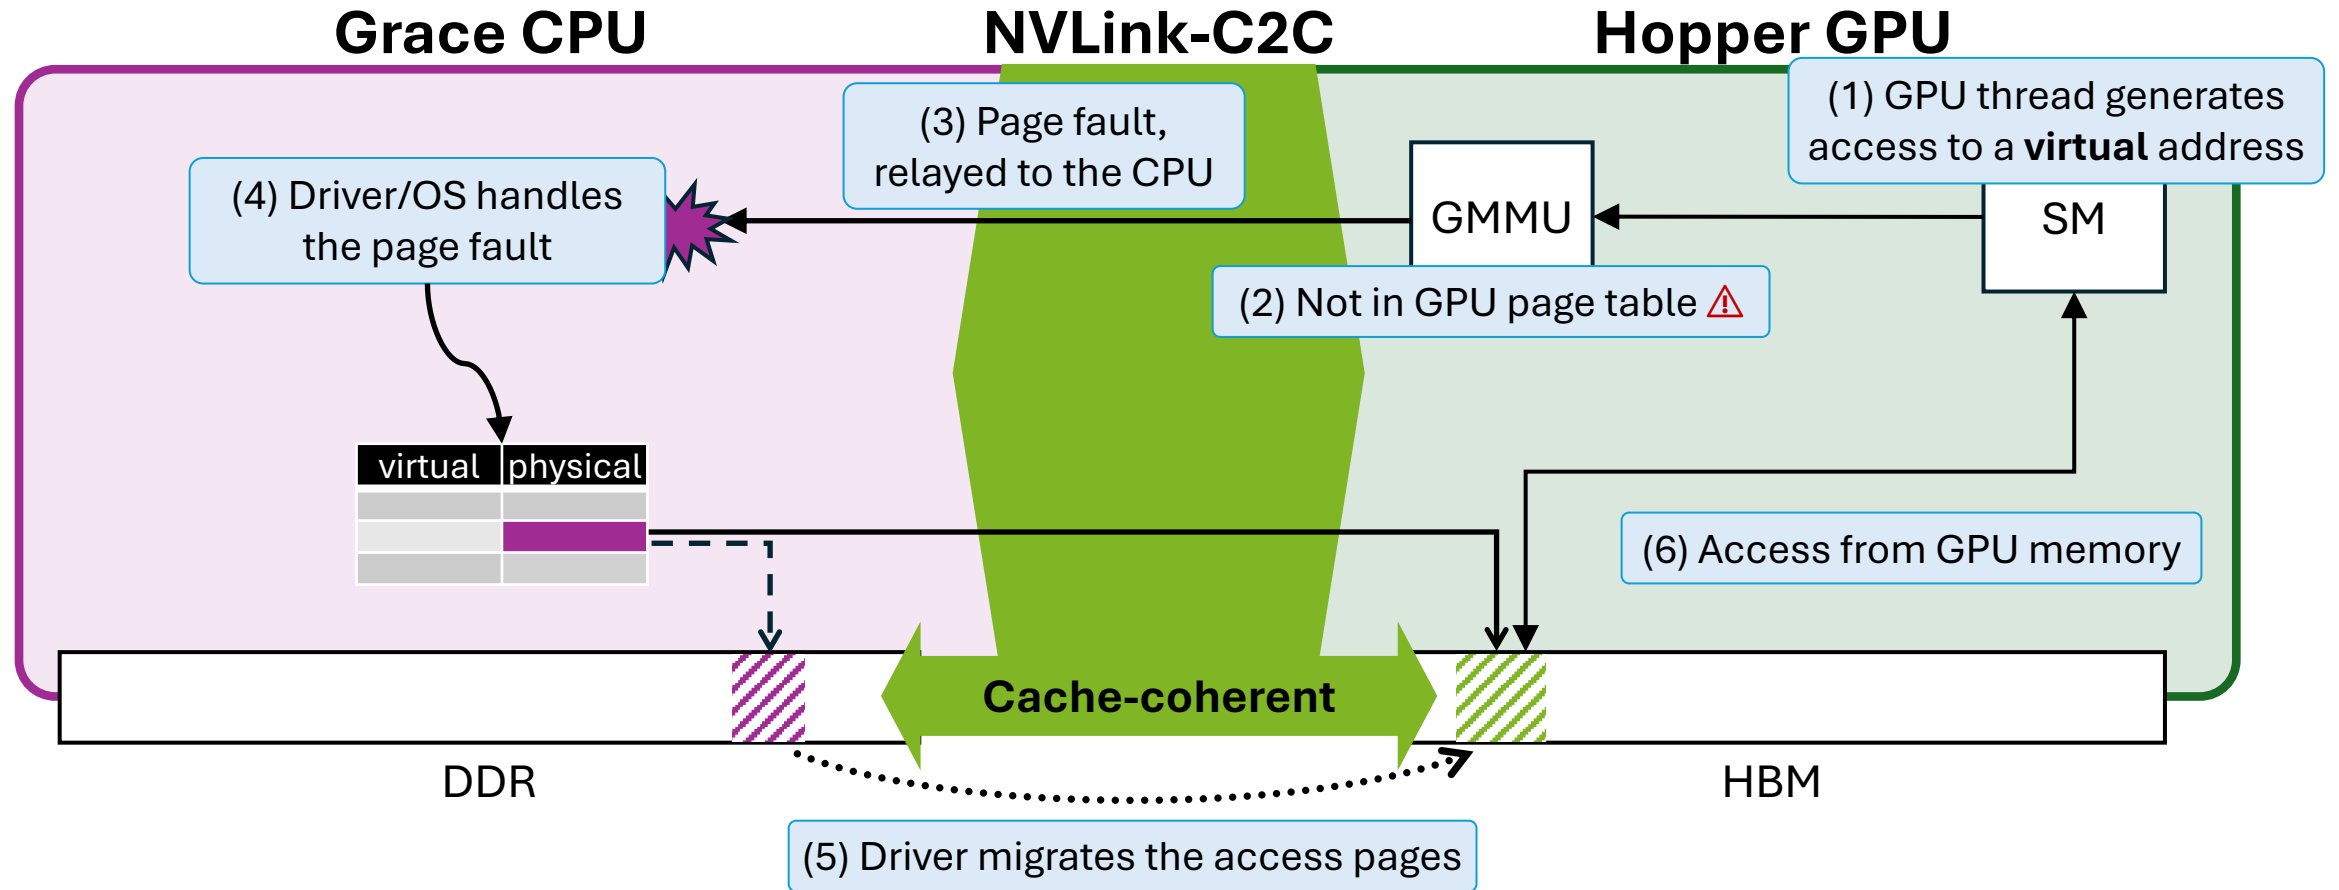 Grace CPU
NVLink-C2C
Hopper GPU
(1) GPU thread generates
access to a virtual address
(3) Page fault,
relayed to the CPU
(4) Driver/OS handles
the page fault
GMMU
SM
(2) Not in GPU page table
virtual physical
(6) Access from GPU memory
Cache-coherent
DDR
HBM
(5) Driver migrates the access pages